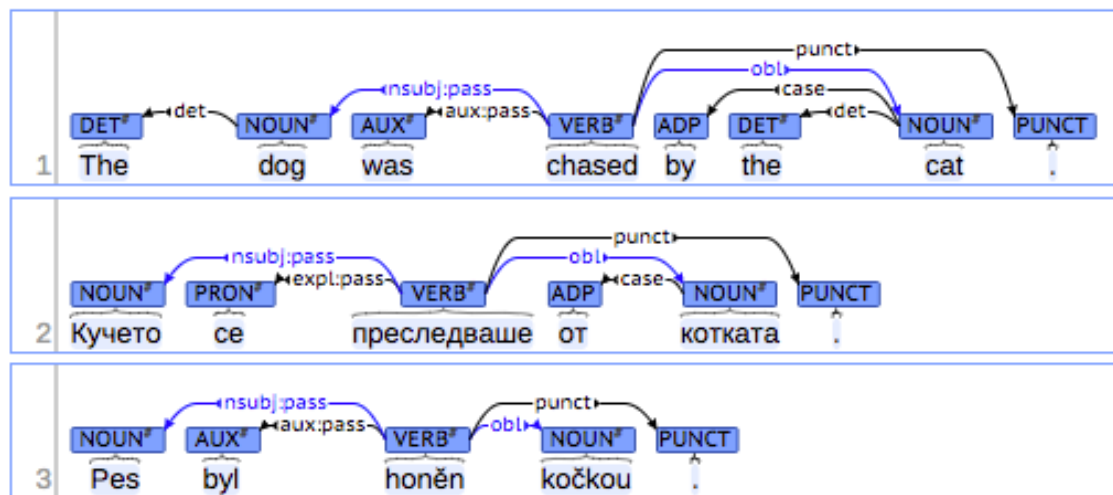 punct
obl
nsubj:pass case
det aux:pass det
DET# NOUN# AUX# VERB# ADP DET# NOUN# PUNCT
1 The dog was chased by the cat .
punct
nsubj:pass obl
expl:pass case
NOUN# PRON# VERB# ADP NOUN# PUNCT
2 Кучето се преследваше от котката .
nsubj:pass punct
aux:pass obl
NOUN# AUX# VERB# NOUN# PUNCT
3 Pes byl honěn kočkou .